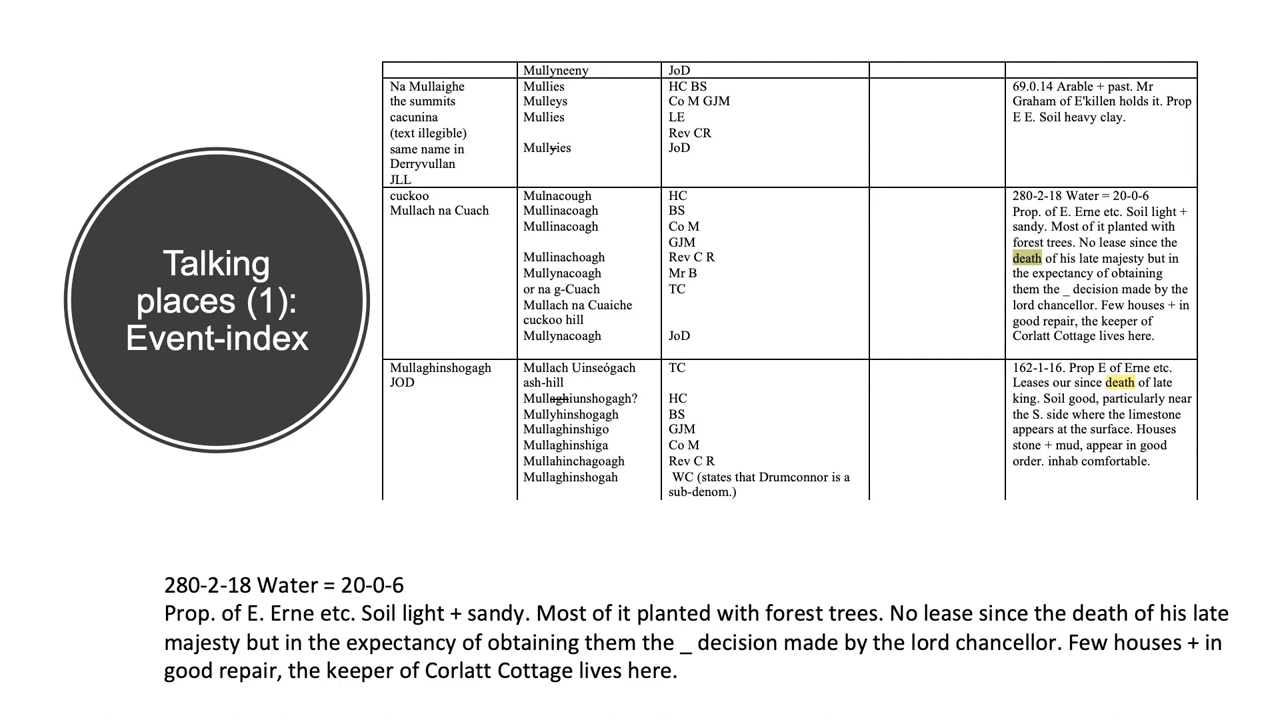 Talking
places (1):
Event-index
Mullyneeny JoD
Na Mullaighe Mullies HC BS 69.0.14 Arable + past. Mr
the summits Mulleys Co M GJM Graham of E'killen holds it. Prop
cacunina Mullies LE E E. Soil heavy clay.
(text illegible) Rev CR
same name in Mullyies JoD
Derryvullan
JLL
cuckoo Mulnacough HC 280-2-18 Water = 20-0-6
Mullach na Cuach Mullinacoagh BS Prop. of E. Erne etc. Soil light +
Mullinacoagh Co M sandy. Most of it planted with
GJM forest trees. No lease since the
Mullinachoagh Rev C R death of his late majesty but in
Mullynacoagh Mr B the expectancy of obtaining
or na g-Cuach TC them the _ decision made by the
Mullach na Cuaiche lord chancellor. Few houses + in
cuckoo hill good repair, the keeper of
Mullynacoagh JoD Corlatt Cottage lives here.
Mullaghinshogagh Mullach Uinseógach TC 162-1-16. Prop E of Erne etc.
JOD ash-hill Leases our since death of late
Mullaghiunshogagh? HC king. Soil good, particularly near
Mullyhinshogagh BS the S. side where the limestone
Mullaghinshigo GJM appears at the surface. Houses
Mullaghinshiga Co M stone + mud, appear in good
Mullahinchagoagh Rev C R order. inhab comfortable.
Mullaghinshogah WC (states that Drumconnor is a
sub-denom.)
280-2-18 Water = 20-0-6
Prop. of E. Erne etc. Soil light + sandy. Most of it planted with forest trees. No lease since the death of his late
majesty but in the expectancy of obtaining them the _ decision made by the lord chancellor. Few houses + in
good repair, the keeper of Corlatt Cottage lives here.